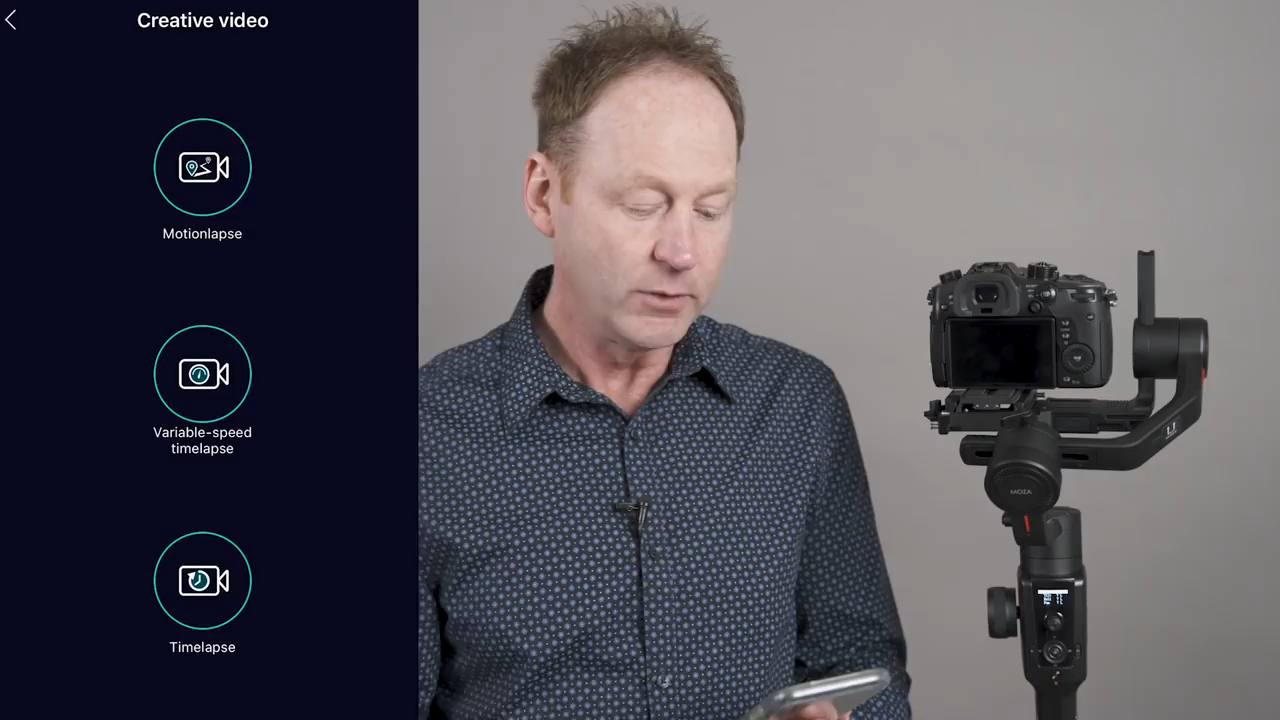 Creative video
Motionlapse
Variable-speed
timelapse
Timelapse
MOZA